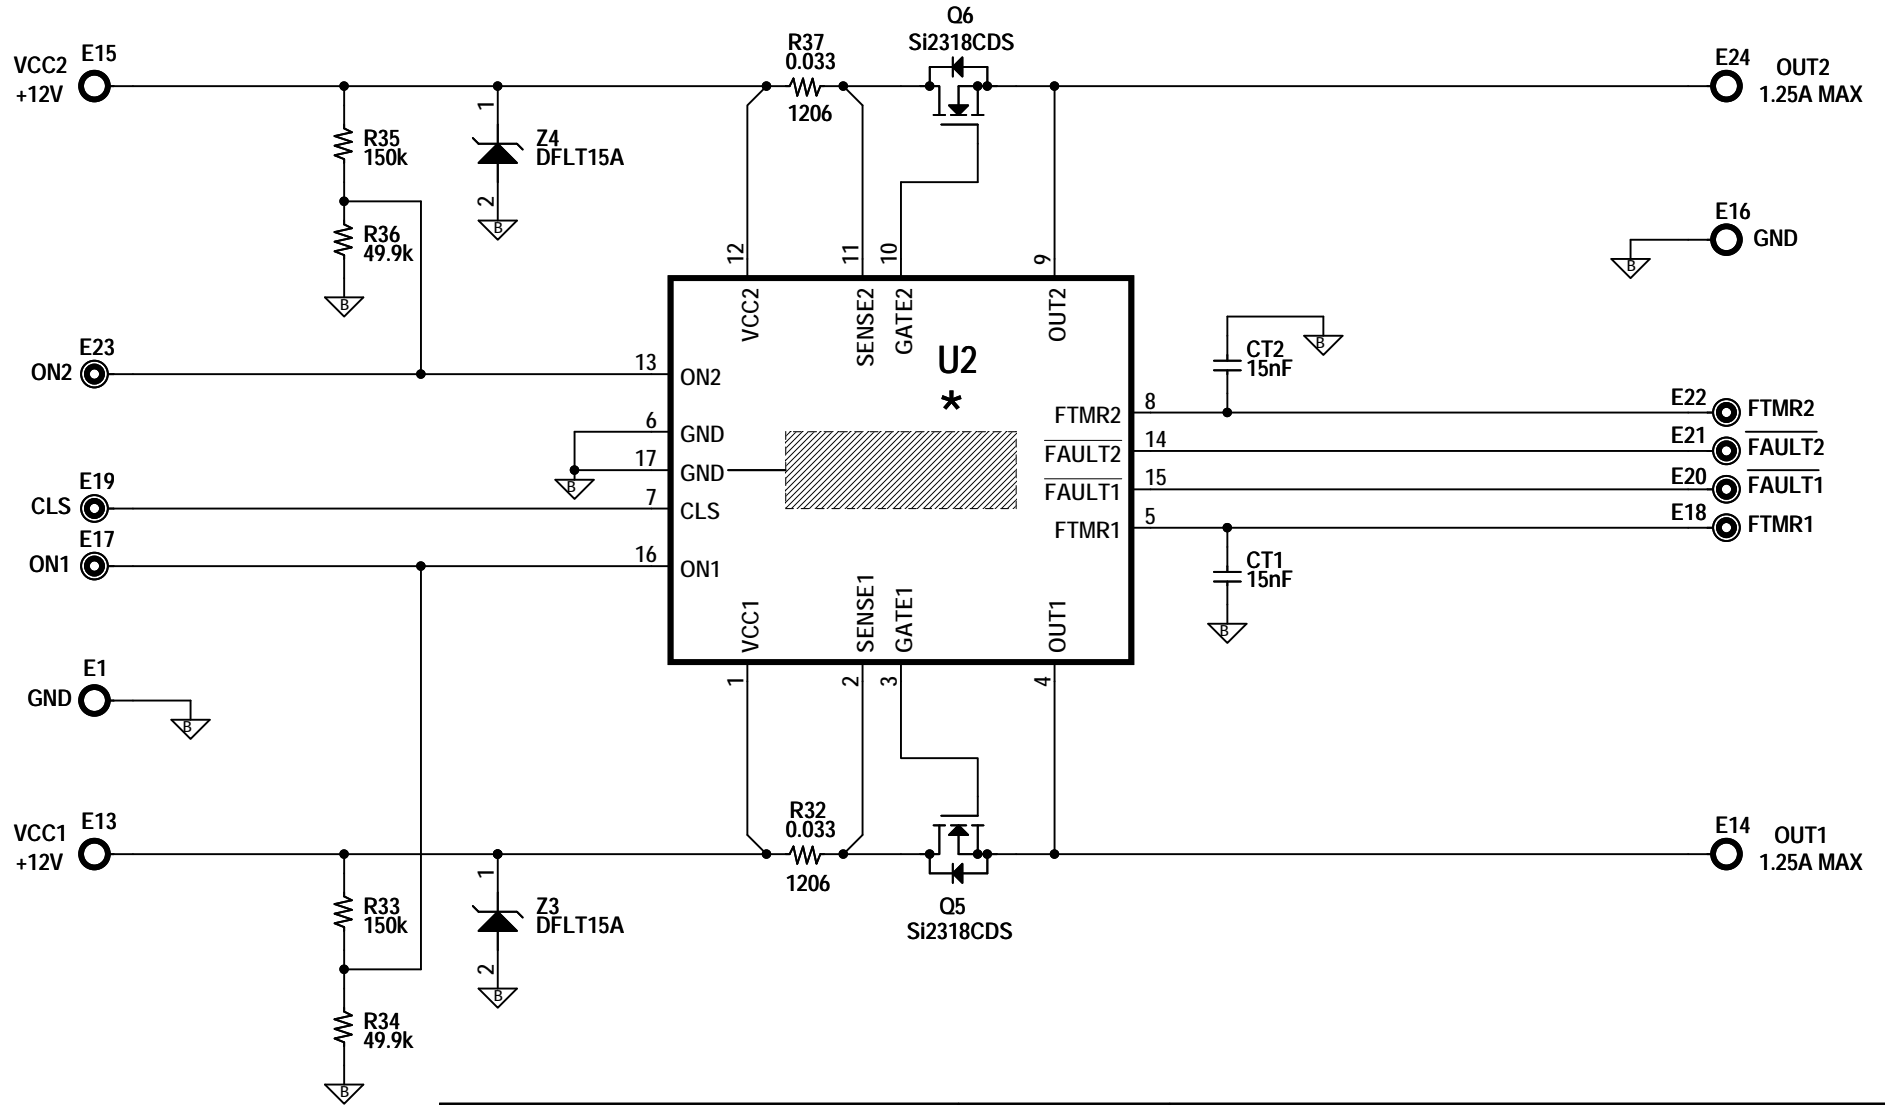 Q6
Si2318CDS
R37
0.033
1206
VCC2
+12V
E15
E24
OUT2
1.25A MAX
1
R35
150k
Z4
DFLT15A
2
B
R36
49.9k
B
E16
GND
B
12
11
10
9
VCC2
SENSE2
GATE2
OUT2
U2
*
E23
ON2
13
ON2
CT2
15nF
B
6
GND
17
GND
B
E19
CLS
7
CLS
E17
ON1
16
ON1
FTMR2
8
E22
FTMR2
FAULT2
14
E21
FAULT2
FAULT1
15
E20
FAULT1
FTMR1
5
E18
FTMR1
CT1
15nF
B
VCC1
SENSE1
GATE1
OUT1
1
2
3
4
E1
GND
B
R32
0.033
1206
VCC1
+12V
E13
E14
OUT1
1.25A MAX
1
R33
150k
Z3
DFLT15A
2
B
Q5
Si2318CDS
R34
49.9k
B